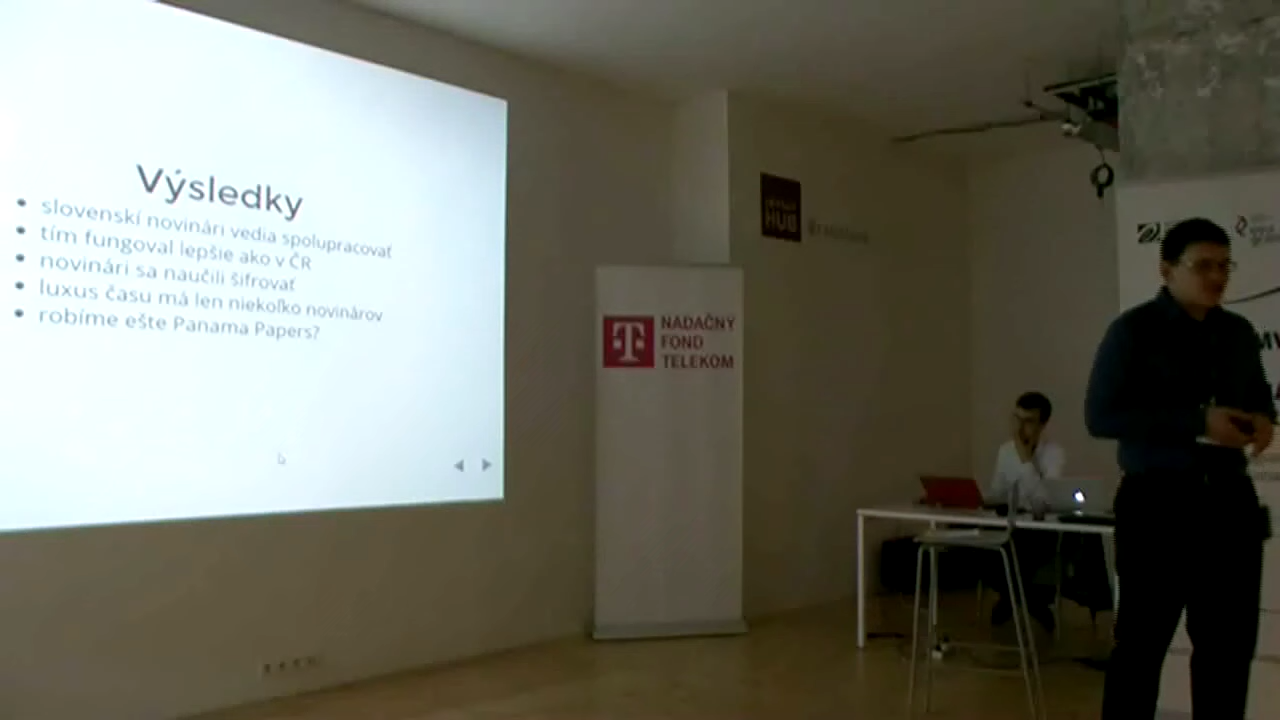 Výsledky
slovenskí novinári vedia spolupracovať
tím fungoval lepšie ako v ČR
novinári sa naučili šifrovať
luxus času má len niekoľko novinárov
robíme ešte Panama Papers?
T
NADAČNÝ
FOND
TELEKOM
HUB